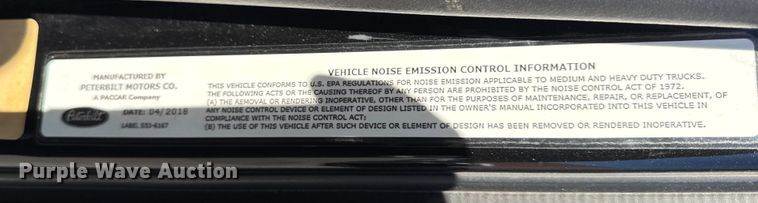 MANUFACTURED BY
PETERBILT MOTORS CO.
A PACCAR Company
Peterbilt
DATE: 04/2018
LABEL S53-6167
VEHICLE NOISE EMISSION CONTROL INFORMATION
THIS VEHICLE CONFORMS TO U.S. EPA REGULATIONS FOR NOISE EMISSION APPLICABLE TO MEDIUM AND HEAVY DUTY TRUCKS.
THE FOLLOWING ACTS OR THE CAUSING THEREOF BY ANY PERSON ARE PROHIBITED BY THE NOISE CONTROL ACT OF 1972.
(A) THE REMOVAL OR RENDERING INOPERATIVE, OTHER THAN FOR THE PURPOSES OF MAINTENANCE, REPAIR, OR REPLACEMENT, OF
ANY NOISE CONTROL DEVICE OR ELEMENT OF DESIGN LISTED IN THE OWNER'S MANUAL INCORPORATED INTO THIS VEHICLE IN
COMPLIANCE WITH THE NOISE CONTROL ACT;
(B) THE USE OF THIS VEHICLE AFTER SUCH DEVICE OR ELEMENT OF DESIGN HAS BEEN REMOVED OR RENDERED INOPERATIVE.
Purple Wave Auction